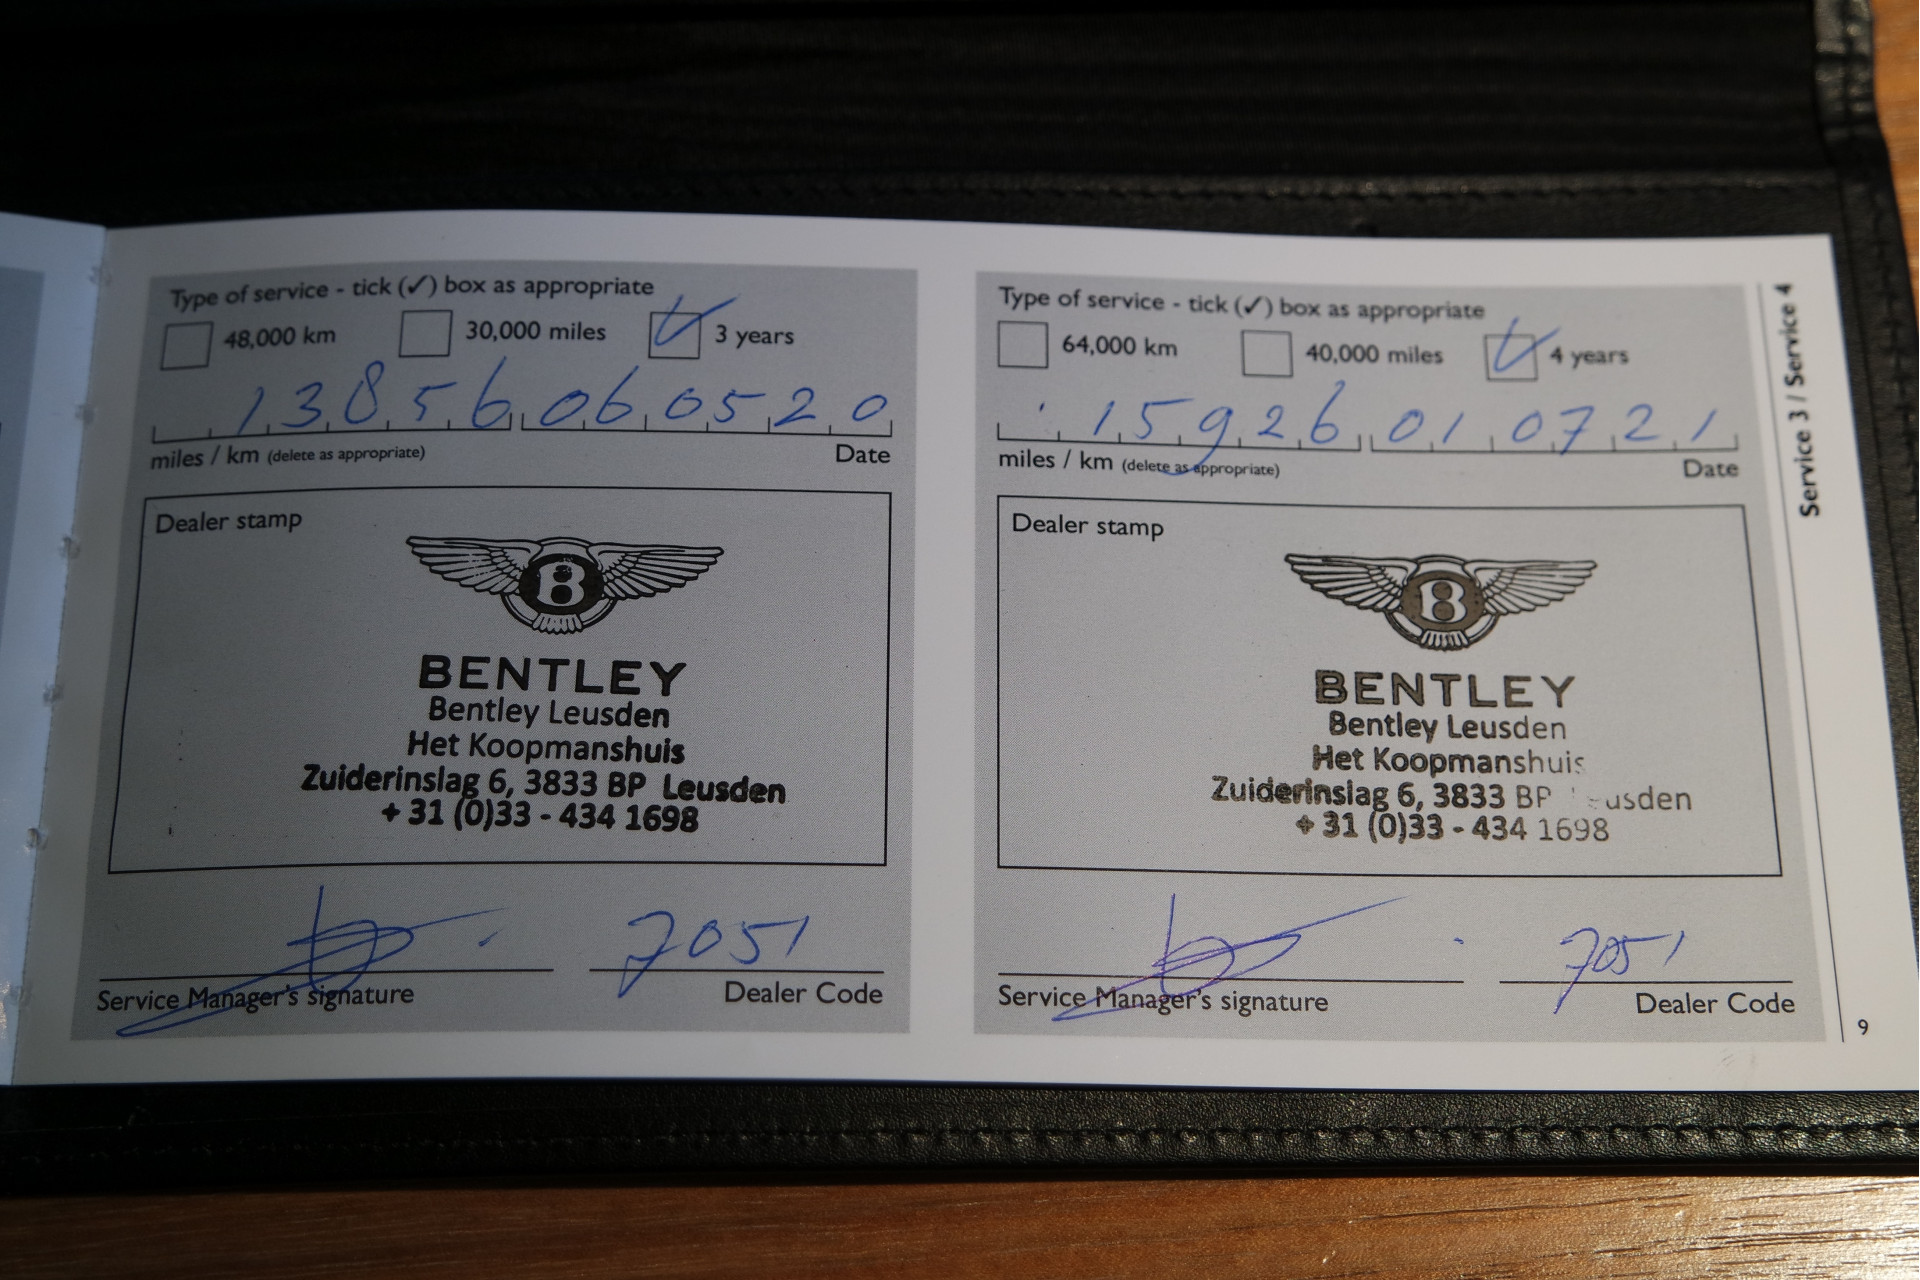 Type of service - tick (✓) box as appropriate
48,000 km 30,000 miles ✓ 3 years
13856 060520
miles / km (delete as appropriate) Date
Dealer stamp
B
BENTLEY
Bentley Leusden
Het Koopmanshuis
Zuiderinslag 6, 3833 BP Leusden
+ 31 (0)33 - 434 1698
7051
Service Manager's signature Dealer Code
Type of service - tick (✓) box as appropriate
64,000 km 40,000 miles ✓ 4 years
15926 010721
miles / km (delete as appropriate) Date
Dealer stamp
B
BENTLEY
Bentley Leusden
Het Koopmanshuis
Zuiderinslag 6, 3833 BP Leusden
+ 31 (0)33 - 434 1698
7051
Service Manager's signature Dealer Code
Service 3 / Service 4
9